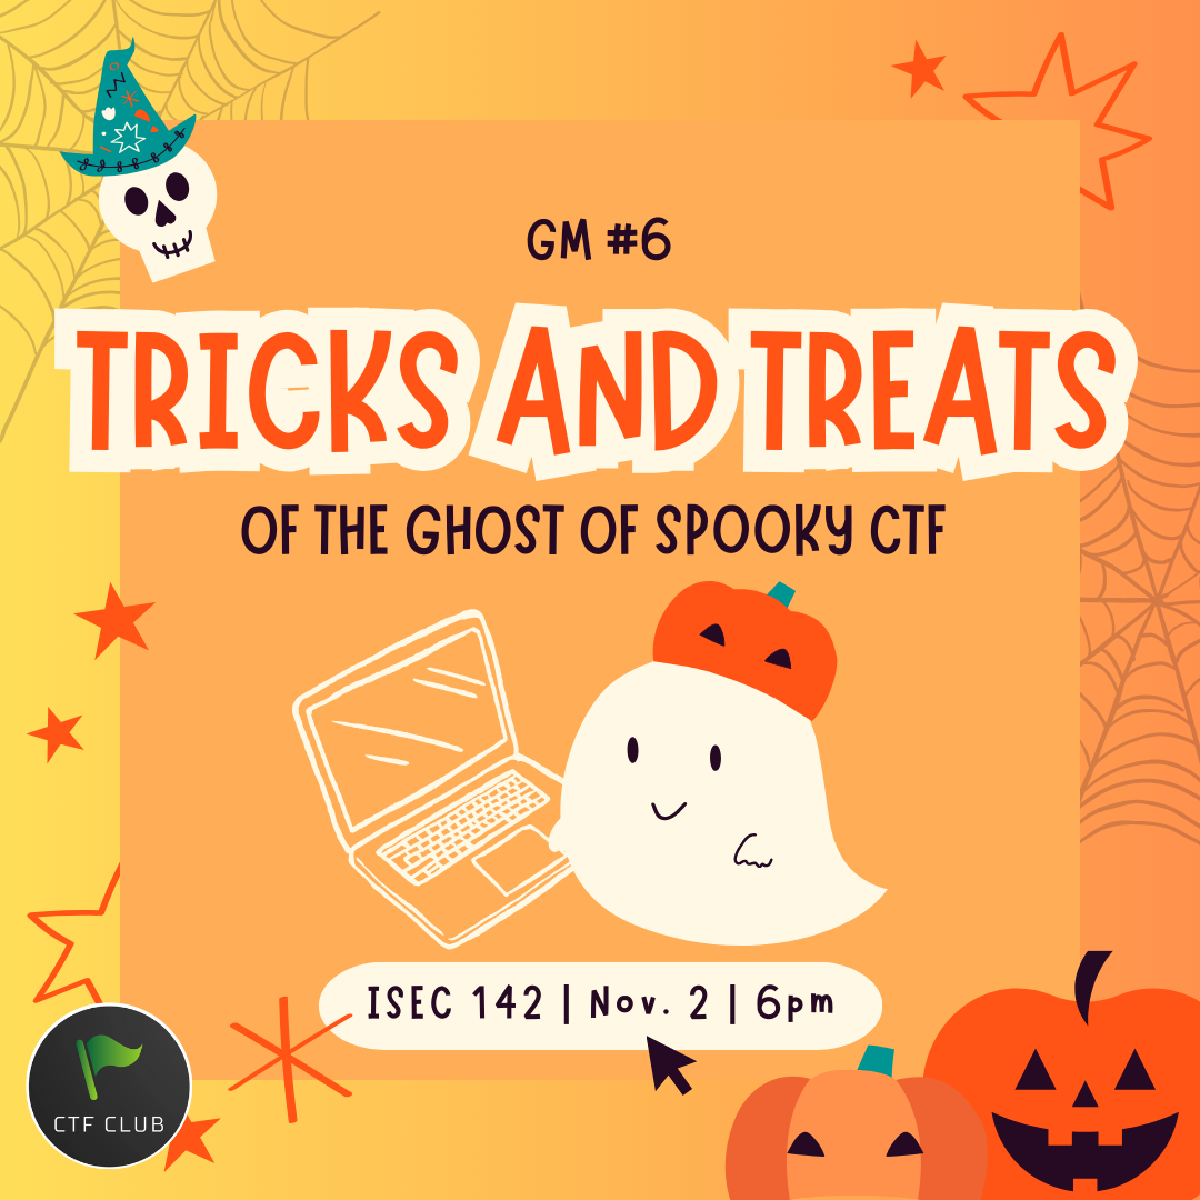 GM #6
TRICKS AND TREATS
OF THE GHOST OF SPOOKY CTF
ISEC 142 | Nov. 2 | 6pm
CTF CLUB